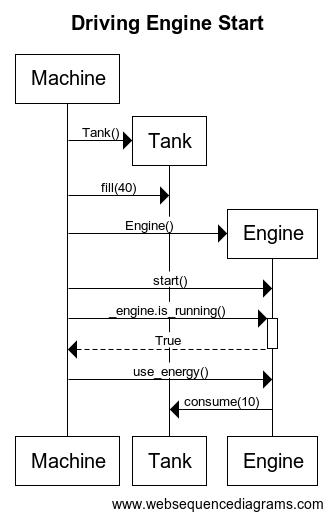 Driving Engine Start
Machine
Tank()
Tank
fill(40)
Engine()
Engine
start()
_engine.is_running()
True
use_energy()
consume(10)
Machine Tank Engine
www.websequencediagrams.com